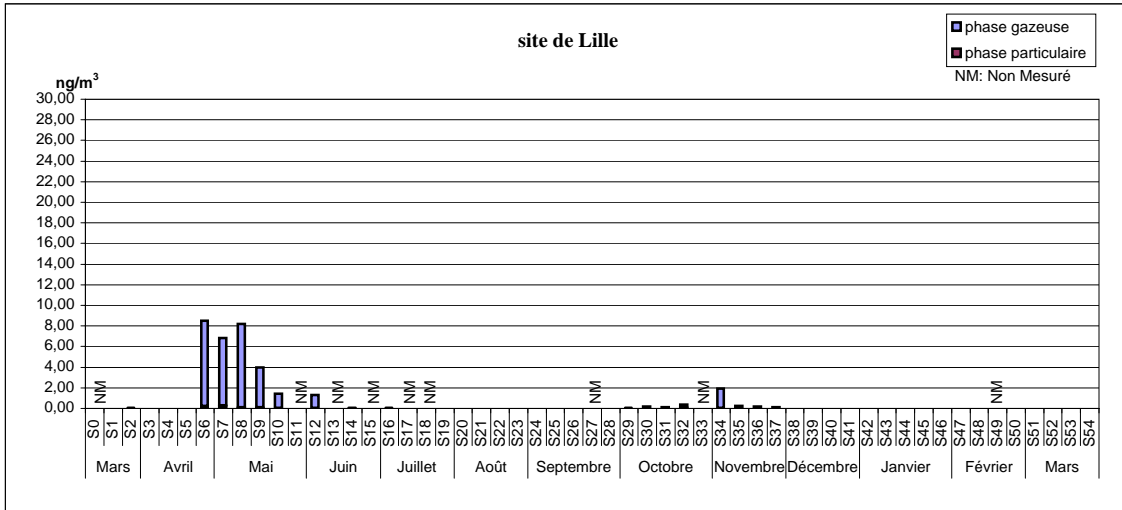 site de Lille
phase gazeuse
phase particulaire
NM: Non Mesuré
ng/m³
30,00
28,00
26,00
24,00
22,00
20,00
18,00
16,00
14,00
12,00
10,00
8,00
6,00
4,00
2,00
0,00
NM NM NM NM NM NM NM NM NM
S0 S1 S2 S3 S4 S5 S6 S7 S8 S9 S10 S11 S12 S13 S14 S15 S16 S17 S18 S19 S20 S21 S22 S23 S24 S25 S26 S27 S28 S29 S30 S31 S32 S33 S34 S35 S36 S37 S38 S39 S40 S41 S42 S43 S44 S45 S46 S47 S48 S49 S50 S51 S52 S53 S54
Mars Avril Mai Juin Juillet Août Septembre Octobre Novembre Décembre Janvier Février Mars